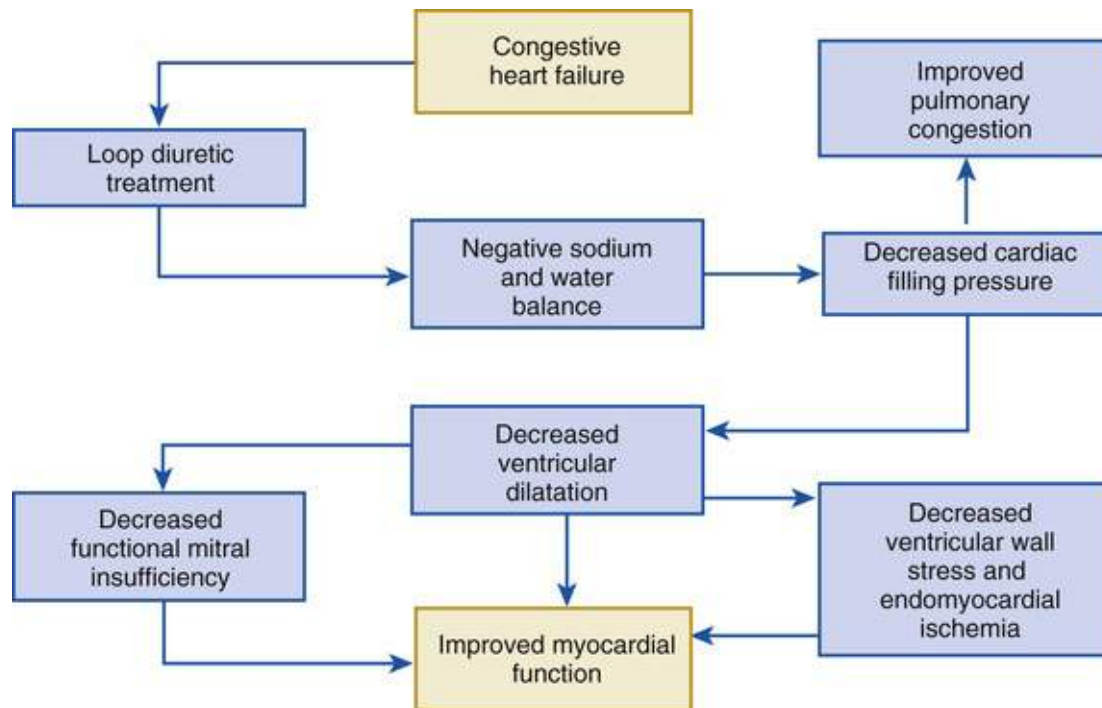 Congestive
heart failure
Improved
pulmonary
congestion
Loop diuretic
treatment
Negative sodium
and water
balance
Decreased cardiac
filling pressure
Decreased
ventricular
dilatation
Decreased
functional mitral
insufficiency
Decreased
ventricular wall
stress and
endomyocardial
ischemia
Improved myocardial
function